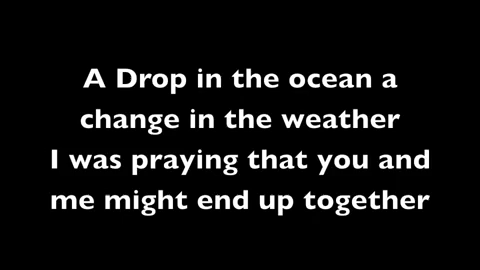 A Drop in the ocean a
change in the weather
I was praying that you and
me might end up together